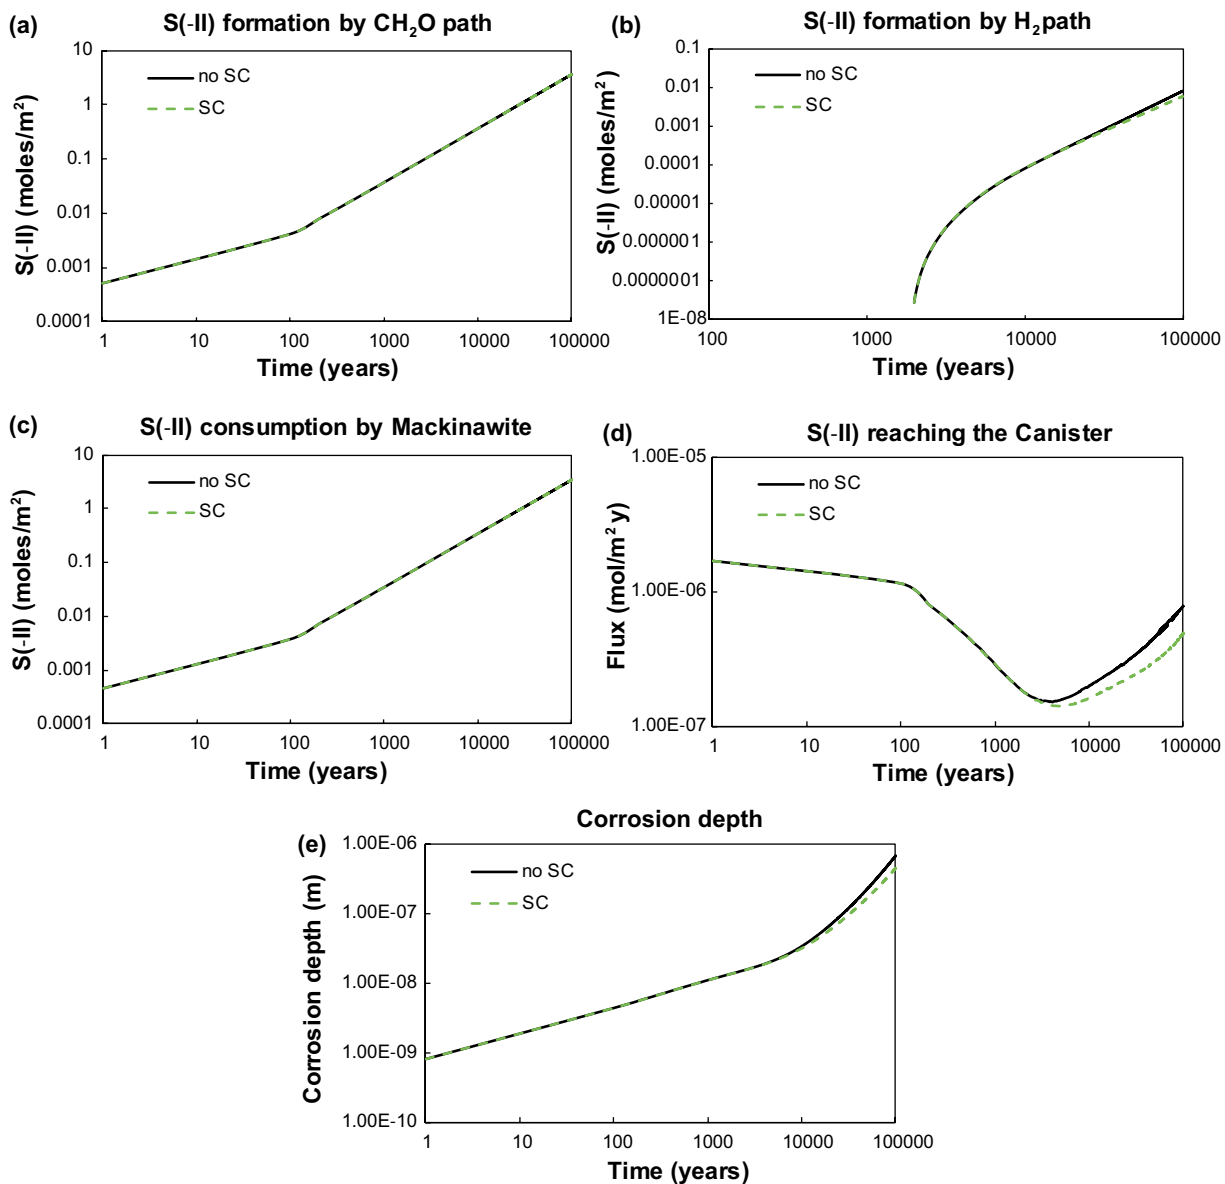 (a)
S(-II) formation by CH₂O path
10
1
0.1
0.01
0.001
0.0001
S(-II) (moles/m²)
no SC
SC
1 10 100 1000 10000 100000
Time (years)
(b)
S(-II) formation by H₂path
0.1
0.01
0.001
0.0001
0.00001
0.000001
0.0000001
1E-08
S(-II) (moles/m²)
no SC
SC
100 1000 10000 100000
Time (years)
(c)
S(-II) consumption by Mackinawite
10
1
0.1
0.01
0.001
0.0001
S(-II) (moles/m²)
no SC
SC
1 10 100 1000 10000 100000
Time (years)
(d)
S(-II) reaching the Canister
1.00E-05
1.00E-06
1.00E-07
Flux (mol/m² y)
no SC
SC
1 10 100 1000 10000 100000
Time (years)
(e)
Corrosion depth
1.00E-06
1.00E-07
1.00E-08
1.00E-09
1.00E-10
Corrosion depth (m)
no SC
SC
1 10 100 1000 10000 100000
Time (years)